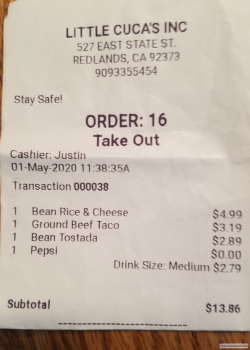 LITTLE CUCA'S INC
527 EAST STATE ST.
REDLANDS, CA 92373
9093355454
Stay Safe!
ORDER: 16
Take Out
Cashier: Justin
01-May-2020 11:38:35A
Transaction 000038
1 Bean Rice & Cheese $4.99
1 Ground Beef Taco $3.19
1 Bean Tostada $2.89
1 Pepsi $0.00
Drink Size: Medium $2.79
Subtotal $13.86